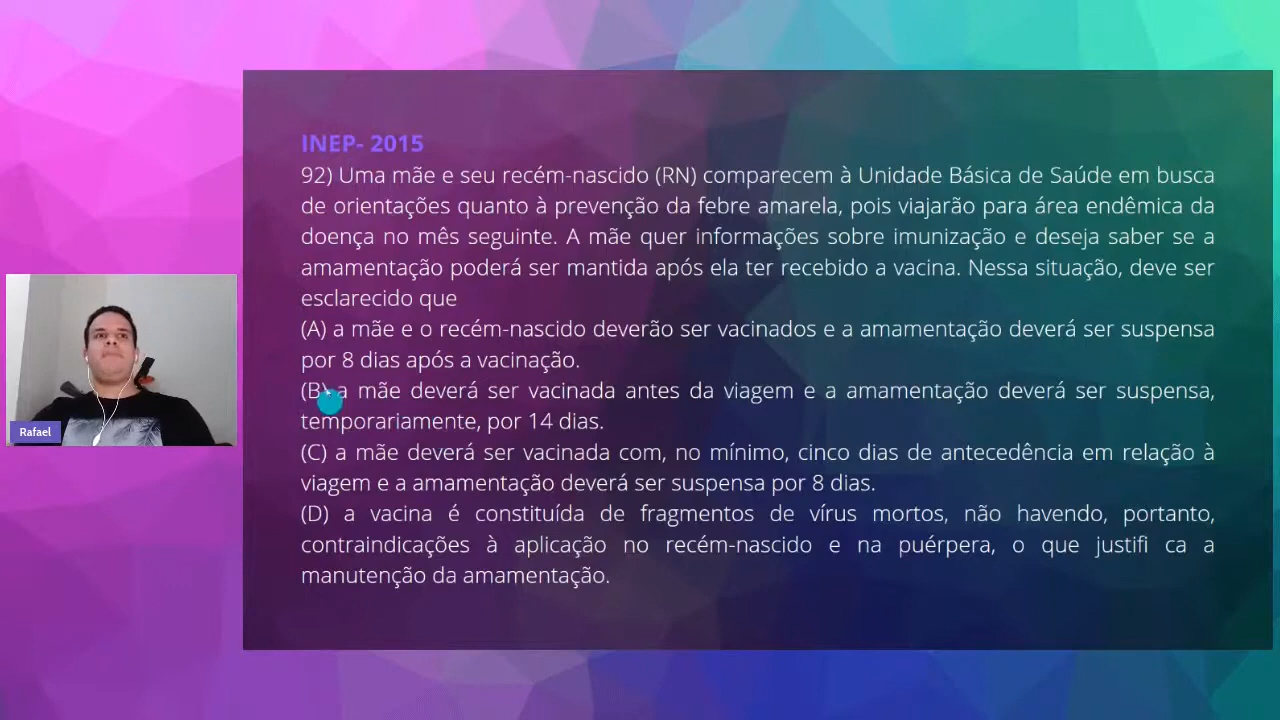 INEP- 2015
92) Uma mãe e seu recém-nascido (RN) comparecem à Unidade Básica de Saúde em busca
de orientações quanto à prevenção da febre amarela, pois viajarão para área endêmica da
doença no mês seguinte. A mãe quer informações sobre imunização e deseja saber se a
amamentação poderá ser mantida após ela ter recebido a vacina. Nessa situação, deve ser
esclarecido que
(A) a mãe e o recém-nascido deverão ser vacinados e a amamentação deverá ser suspensa
por 8 dias após a vacinação.
(B) a mãe deverá ser vacinada antes da viagem e a amamentação deverá ser suspensa,
temporariamente, por 14 dias.
(C) a mãe deverá ser vacinada com, no mínimo, cinco dias de antecedência em relação à
viagem e a amamentação deverá ser suspensa por 8 dias.
(D) a vacina é constituída de fragmentos de vírus mortos, não havendo, portanto,
contraindicações à aplicação no recém-nascido e na puérpera, o que justifi ca a
manutenção da amamentação.
Rafael